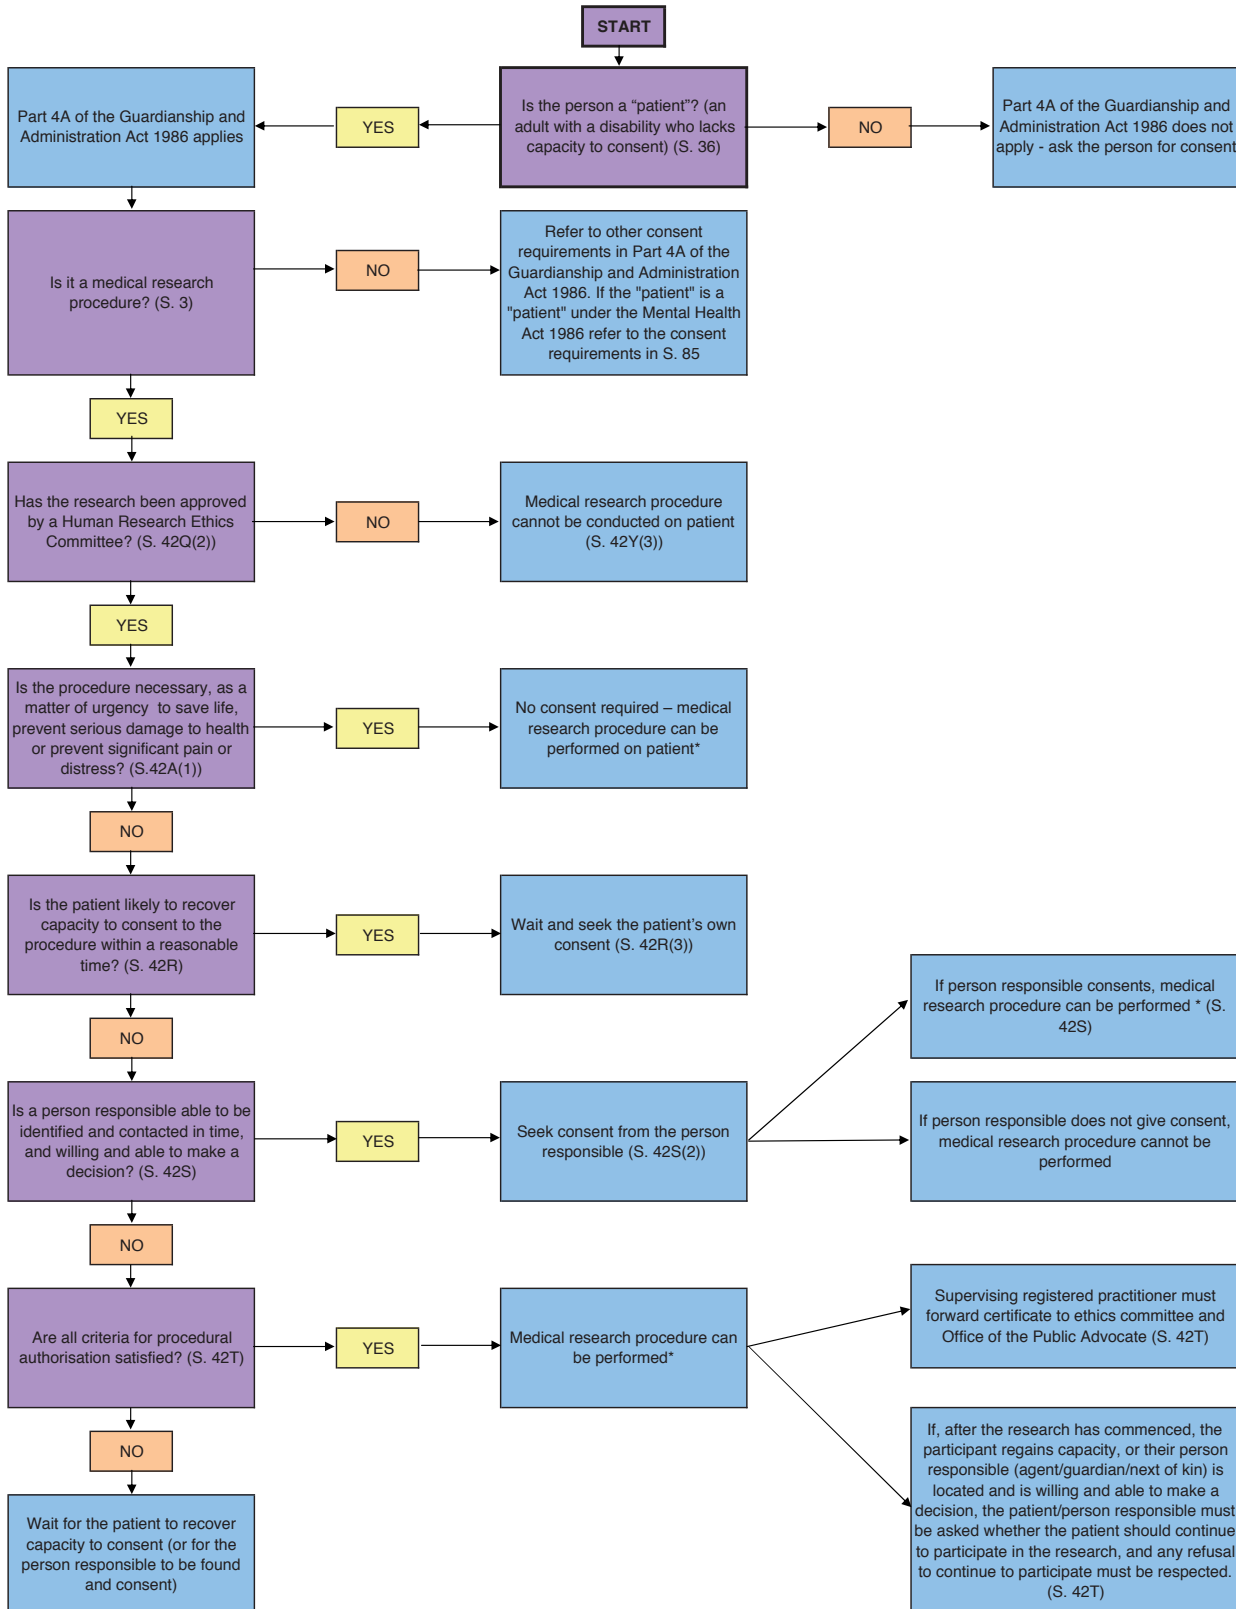 START
Part 4A of the Guardianship and
Administration Act 1986 applies
YES
Is the person a “patient”? (an
adult with a disability who lacks
capacity to consent) (S. 36)
NO
Part 4A of the Guardianship and
Administration Act 1986 does not
apply - ask the person for consent
Is it a medical research
procedure? (S. 3)
NO
Refer to other consent
requirements in Part 4A of the
Guardianship and Administration
Act 1986. If the "patient" is a
"patient" under the Mental Health
Act 1986 refer to the consent
requirements in S. 85
YES
Has the research been approved
by a Human Research Ethics
Committee? (S. 42Q(2))
NO
Medical research procedure
cannot be conducted on patient
(S. 42Y(3))
YES
Is the procedure necessary, as a
matter of urgency  to save life,
prevent serious damage to health
or prevent significant pain or
distress? (S.42A(1))
YES
No consent required – medical
research procedure can be
performed on patient*
NO
Is the patient likely to recover
capacity to consent to the
procedure within a reasonable
time? (S. 42R)
YES
Wait and seek the patient’s own
consent (S. 42R(3))
If person responsible consents, medical
research procedure can be performed * (S.
42S)
NO
Is a person responsible able to be
identified and contacted in time,
and willing and able to make a
decision? (S. 42S)
YES
Seek consent from the person
responsible (S. 42S(2))
If person responsible does not give consent,
medical research procedure cannot be
performed
NO
Are all criteria for procedural
authorisation satisfied? (S. 42T)
YES
Medical research procedure can
be performed*
Supervising registered practitioner must
forward certificate to ethics committee and
Office of the Public Advocate (S. 42T)
NO
If, after the research has commenced, the
participant regains capacity, or their person
responsible (agent/guardian/next of kin) is
located and is willing and able to make a
decision, the patient/person responsible must
be asked whether the patient should continue
to participate in the research, and any refusal
to continue to participate must be respected.
(S. 42T)
Wait for the patient to recover
capacity to consent (or for the
the person responsible to be found
and consent)